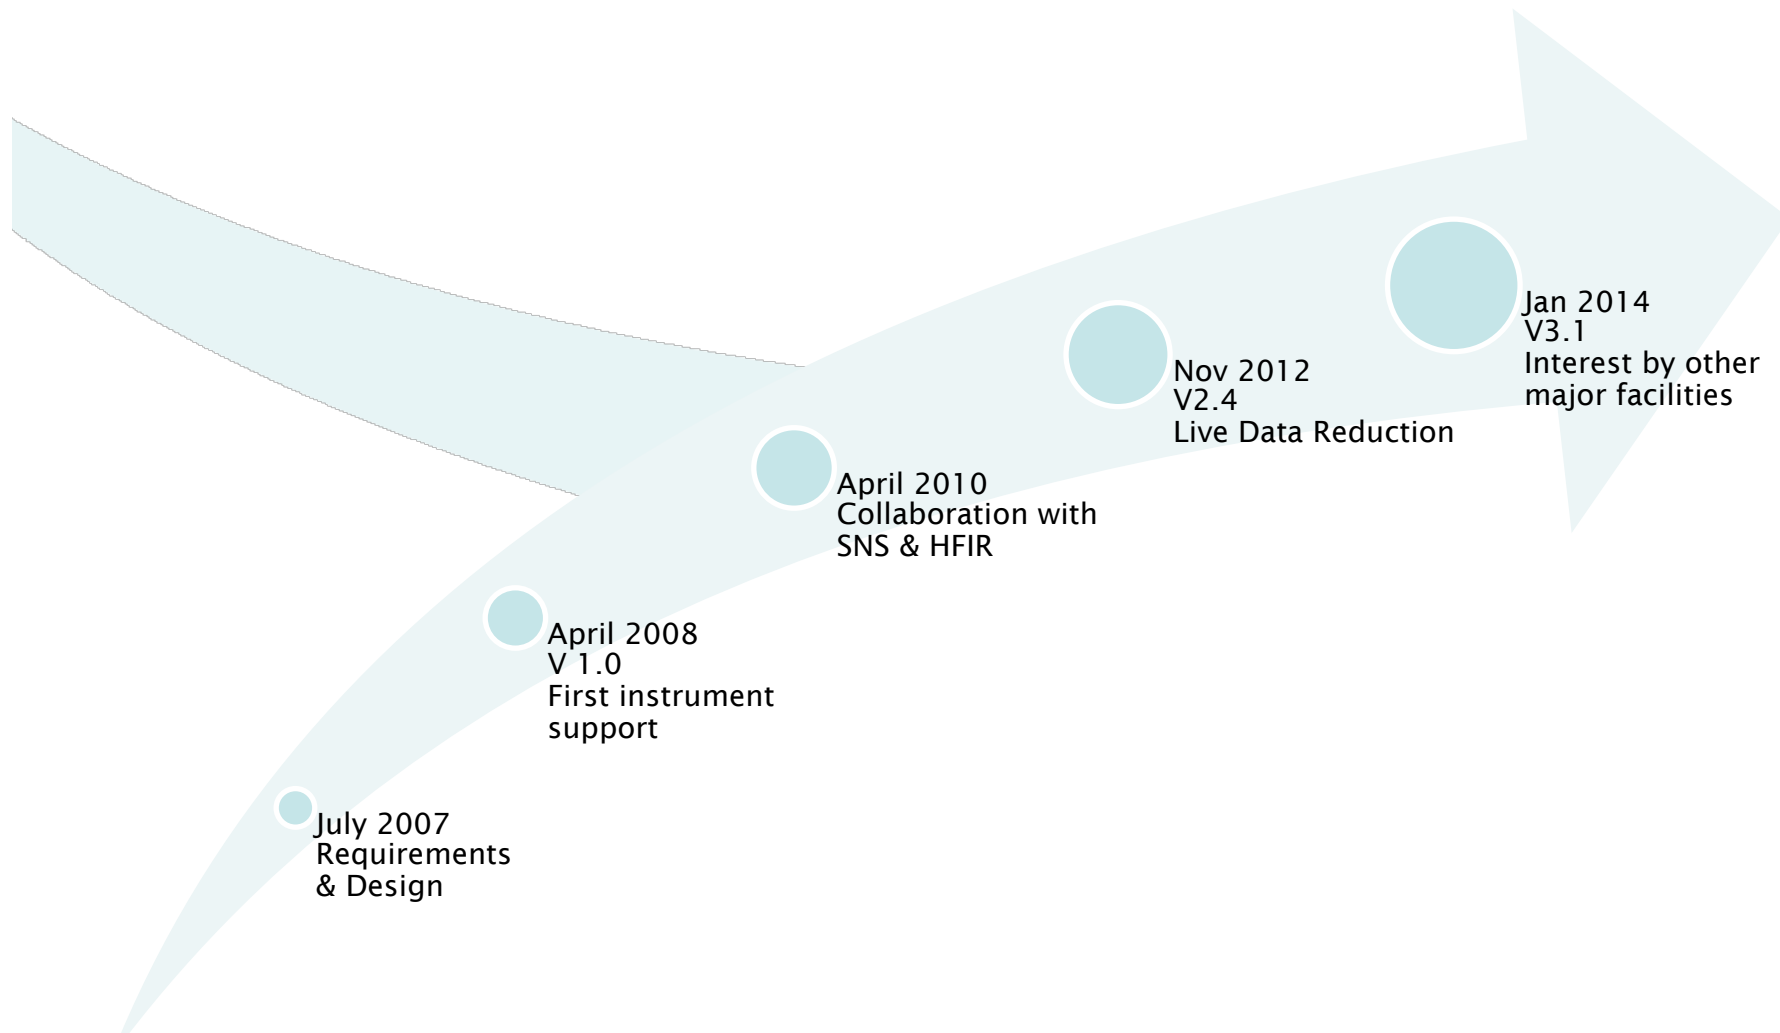 July 2007
Requirements
& Design
April 2008
V 1.0
First instrument
support
April 2010
Collaboration with
SNS & HFIR
Nov 2012
V2.4
Live Data Reduction
Jan 2014
V3.1
Interest by other
major facilities